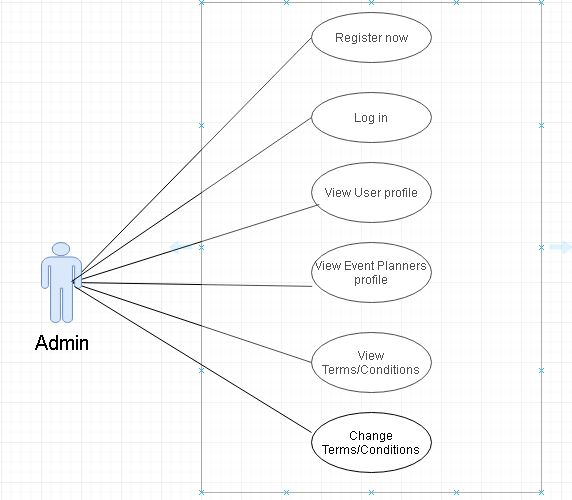 Register now
Log in
View User profile
View Event Planners
profile
Admin
View
Terms/Conditions
Change
Terms/Conditions